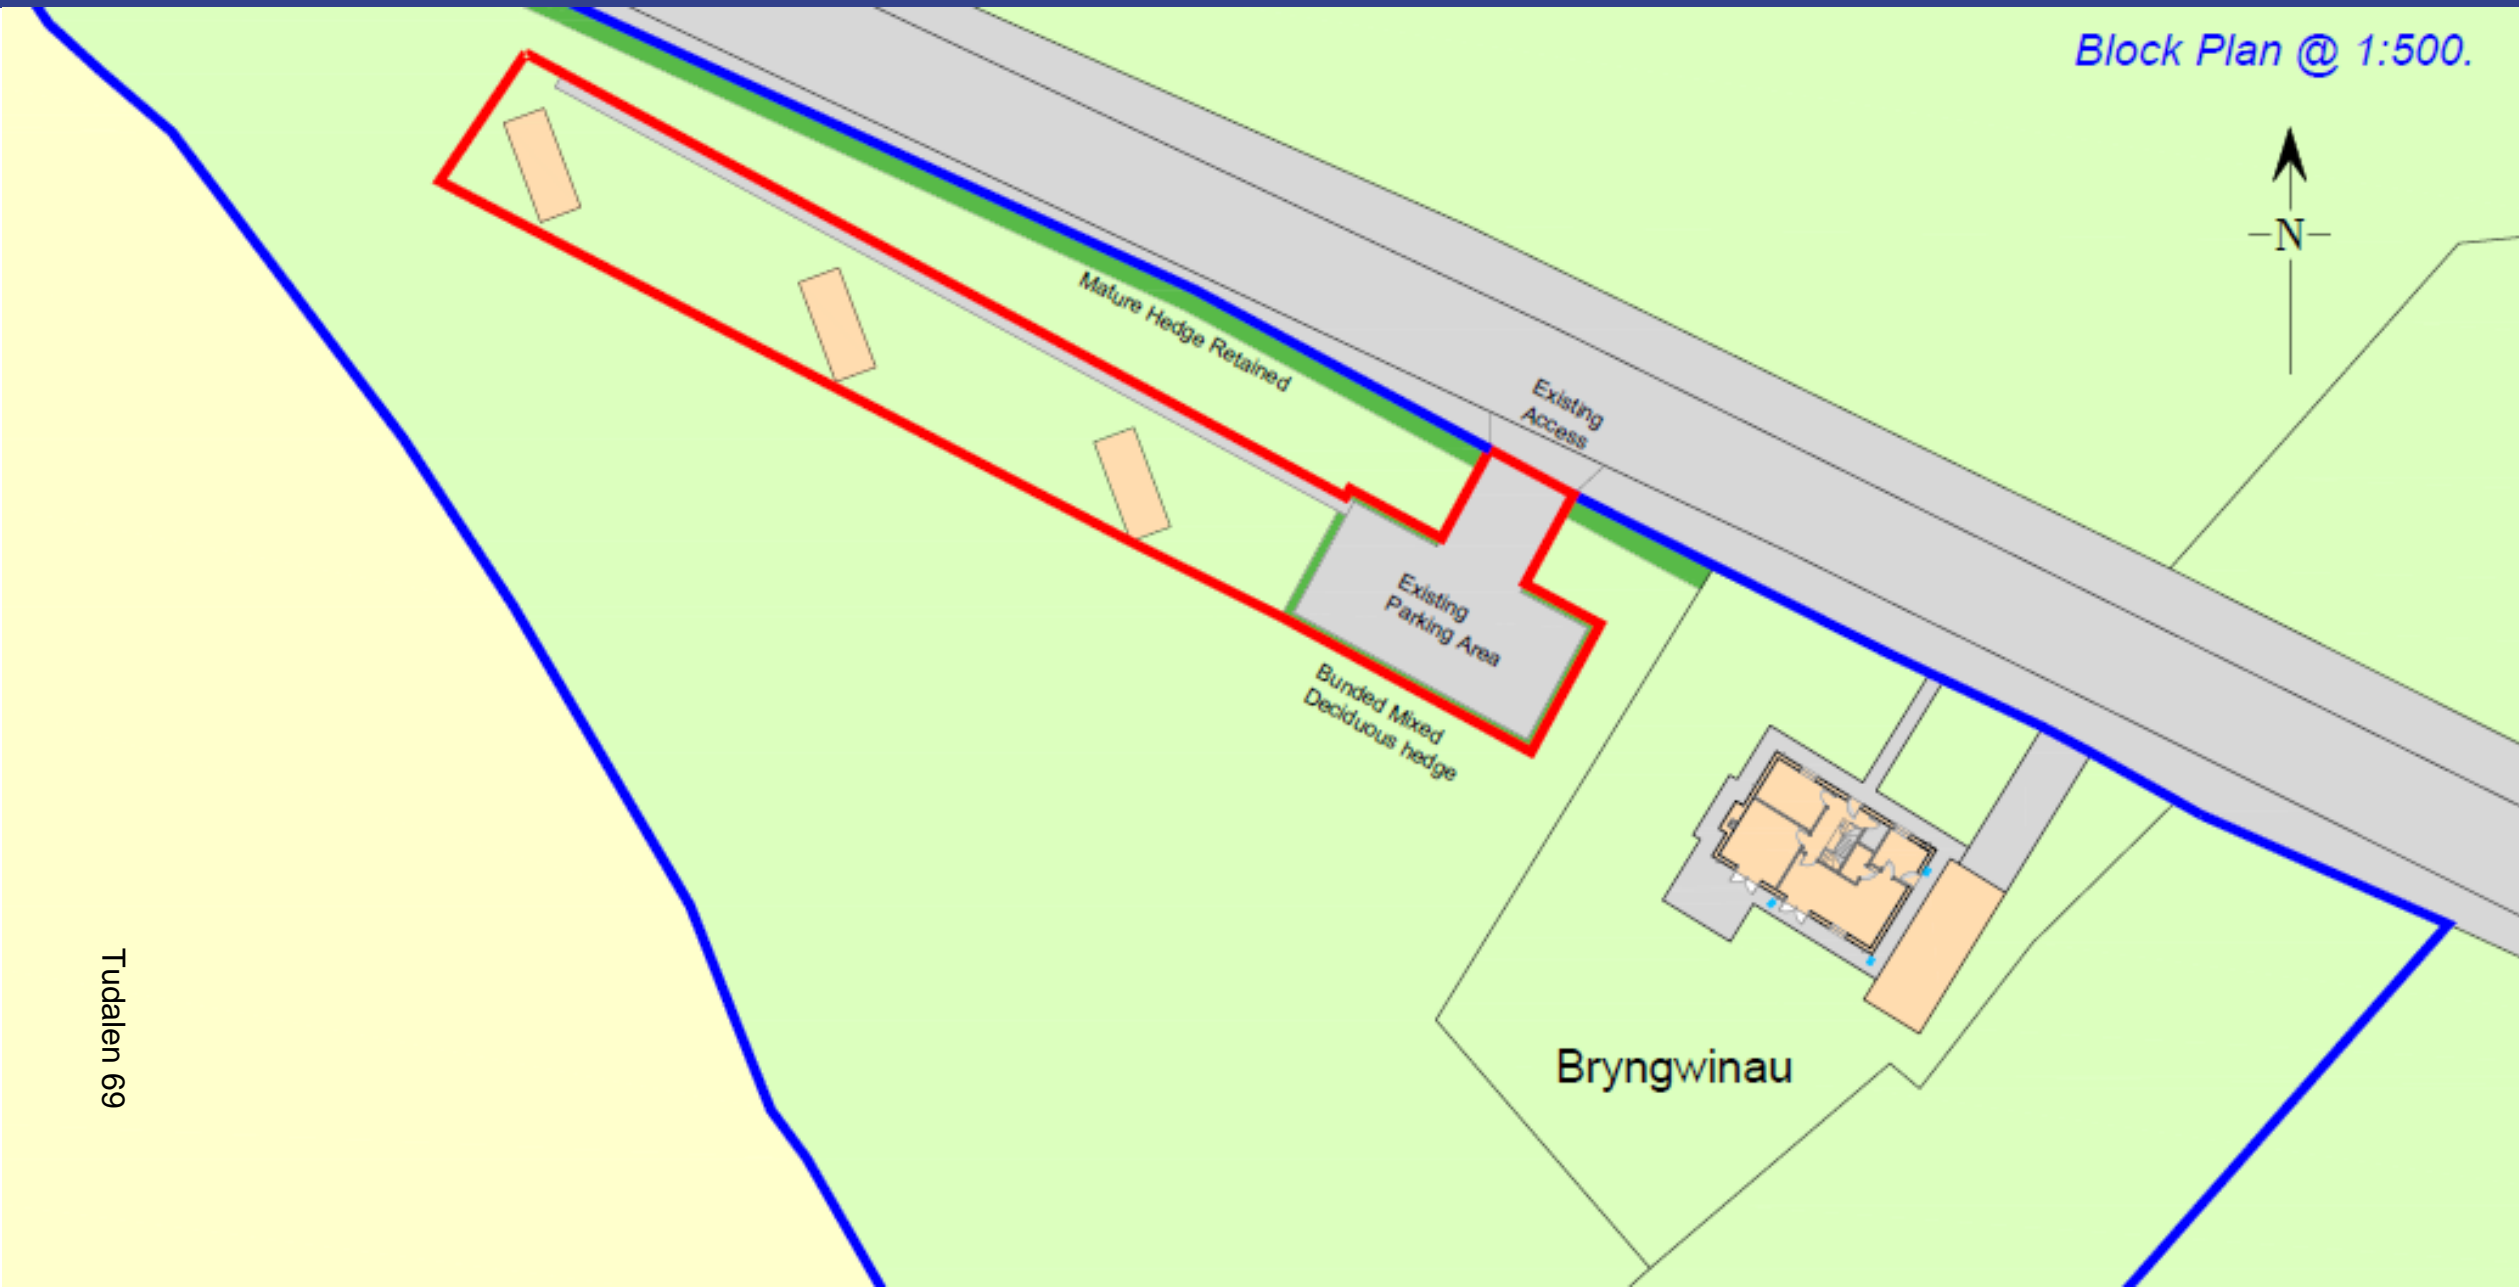 Block Plan @ 1:500.
N
Mature Hedge Retained
Existing
Access
Existing
Parking Area
Bunded Mixed
Deciduous hedge
Bryngwinau
Tudalen 69